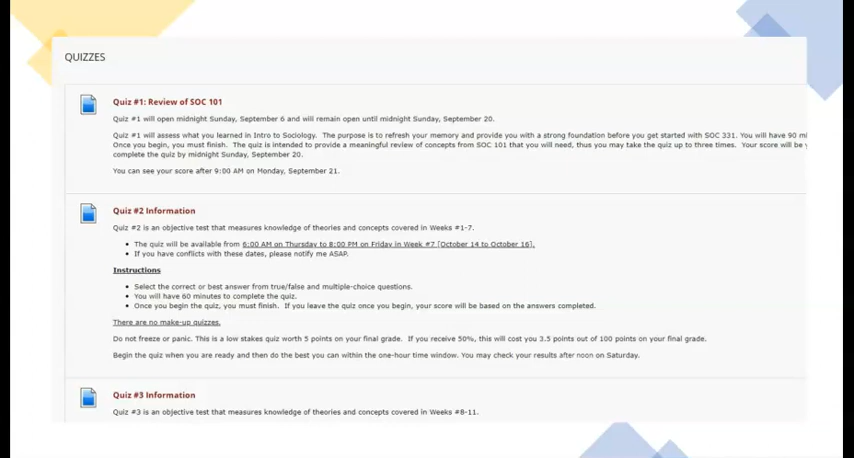 QUIZZES
Quiz #1: Review of SOC 101
Quiz #1 will open midnight Sunday, September 6 and will remain open until midnight Sunday, September 20.
Quiz #1 will assess what you learned in Intro to Sociology. The purpose is to refresh your memory and provide you with a strong foundation before you get started with SOC 331. You will have 90
Once you begin, you must finish. The quiz is intended to provide a meaningful review of concepts from SOC 101 that you will need, thus you may take the quiz up to three times. Your score will be
complete the quiz by midnight Sunday, September 20.
You can see your score after 9:00 AM on Monday, September 21.
Quiz #2 Information
Quiz #2 is an objective test that measures knowledge of theories and concepts covered in Weeks #1-7.
• The quiz will be available from 6:00 AM on Thursday to 8:00 PM on Friday in Week #7 [October 14 to October 16].
• If you have conflicts with these dates, please notify me ASAP.
Instructions
• Select the correct or best answer from true/false and multiple-choice questions.
• You will have 60 minutes to complete the quiz.
• Once you begin the quiz, you must finish. If you leave the quiz once you begin, your score will be based on the answers completed.
There are no make-up quizzes.
Do not freeze or panic. This is a low stakes quiz worth 5 points on your final grade. If you receive 50%, this will cost you 3.5 points out of 100 points on your final grade.
Begin the quiz when you are ready and then do the best you can within the one-hour time window. You may check your results after noon on Saturday.
Quiz #3 Information
Quiz #3 is an objective test that measures knowledge of theories and concepts covered in Weeks #8-11.